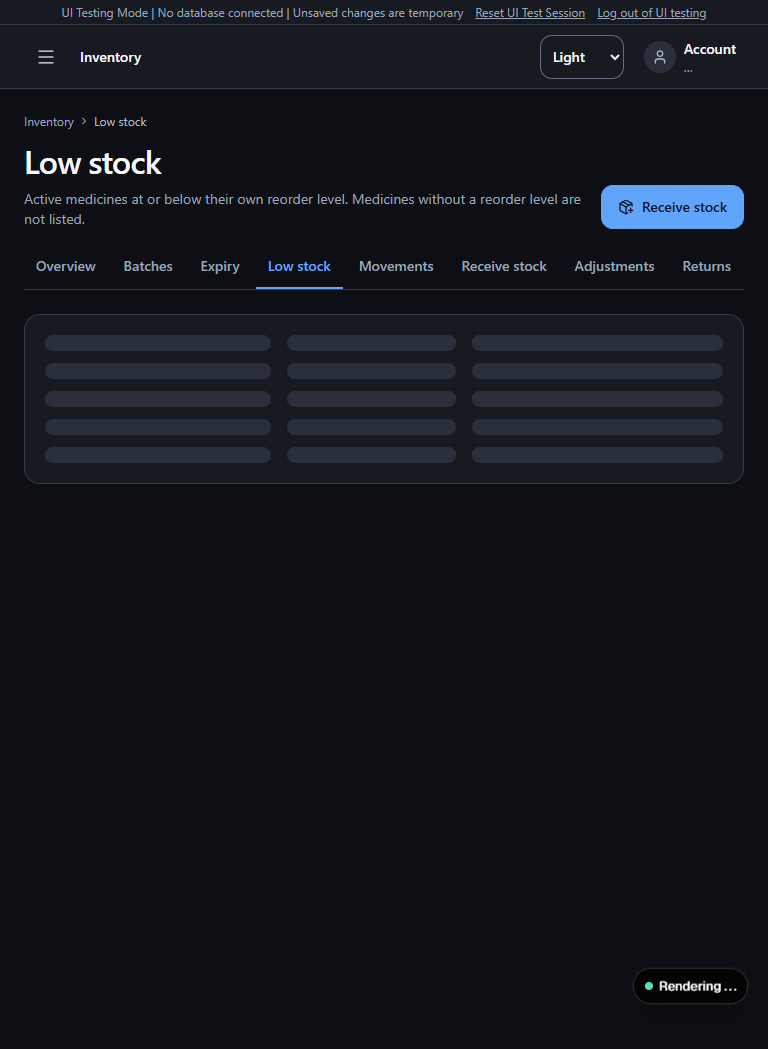 UI Testing Mode | No database connected | Unsaved changes are temporary Reset UI Test Session Log out of UI testing
Inventory
Light
Account
...
Inventory > Low stock
Low stock
Active medicines at or below their own reorder level. Medicines without a reorder level are
not listed.
Receive stock
Overview Batches Expiry Low stock Movements Receive stock Adjustments Returns
Rendering ...